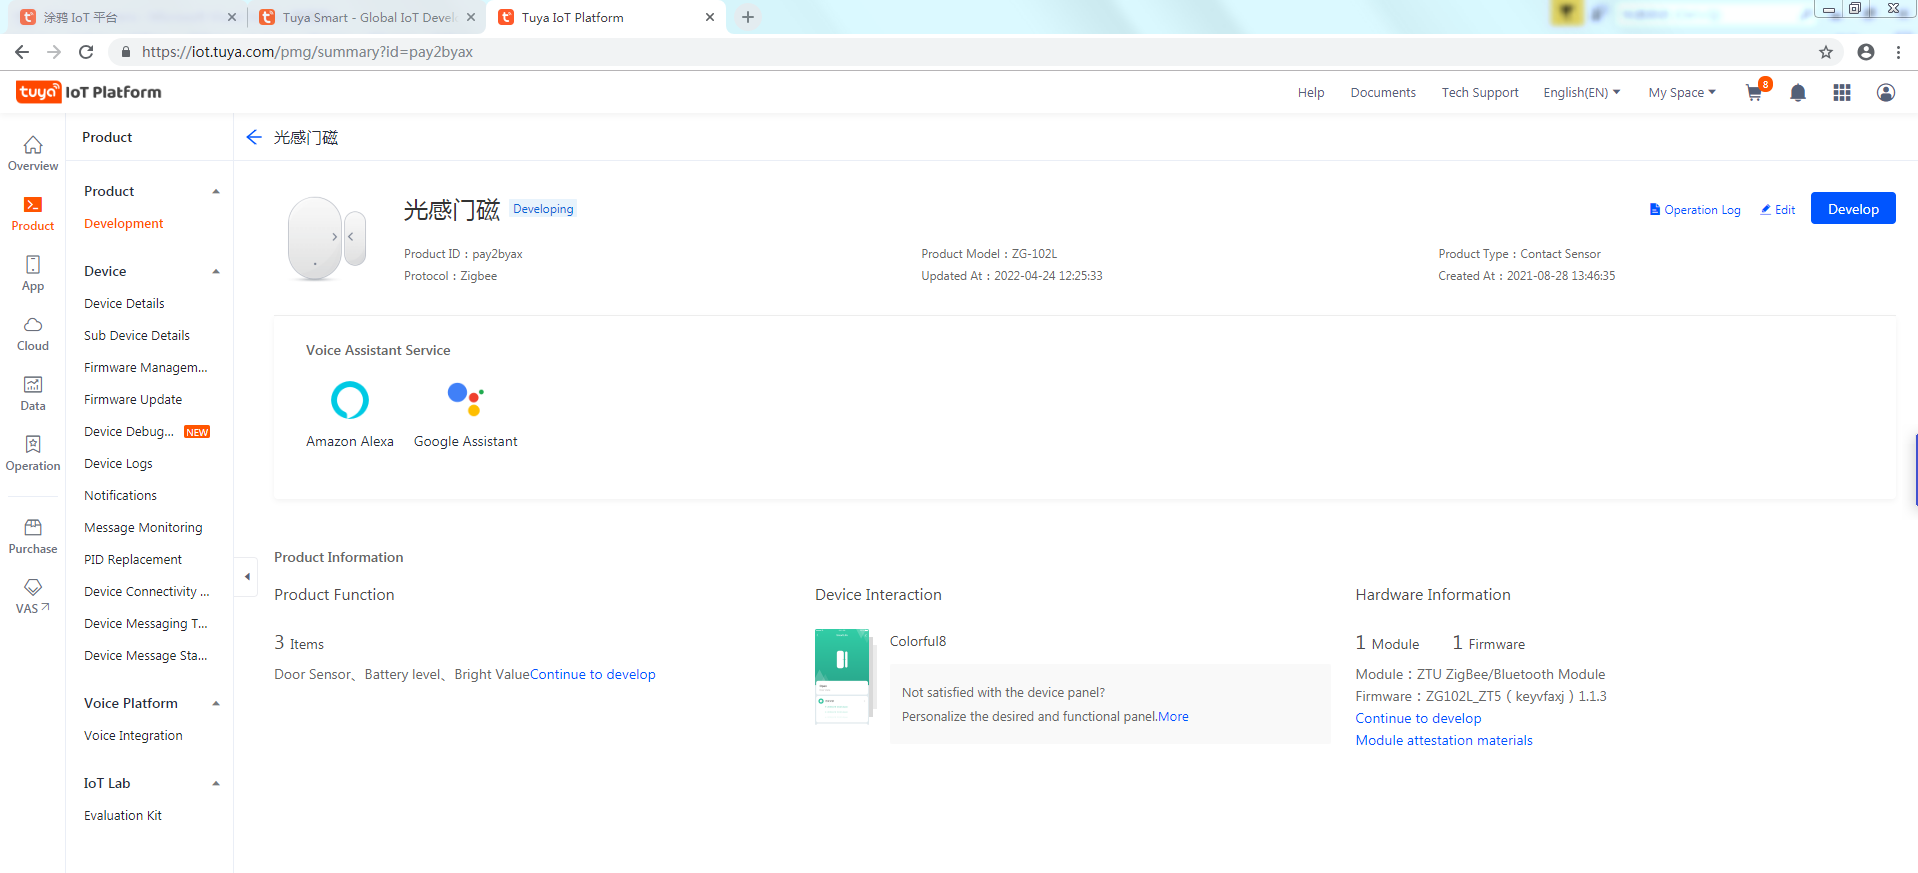 涂鸦 IoT 平台
Tuya Smart - Global IoT Devel
Tuya IoT Platform
https://iot.tuya.com/pmg/summary?id=pay2byax
tuya IoT Platform
Help
Documents
Tech Support
English(EN)
My Space
8
Overview
Product
App
Cloud
Data
Operation
Purchase
VAS
Product
Product
Development
Device
Device Details
Sub Device Details
Firmware Managem...
Firmware Update
Device Debug... NEW
Device Logs
Notifications
Message Monitoring
PID Replacement
Device Connectivity ...
Device Messaging T...
Device Message Sta...
Voice Platform
Voice Integration
IoT Lab
Evaluation Kit
光感门磁
光感门磁 Developing
Operation Log
Edit
Develop
Product ID：pay2byax
Product Model：ZG-102L
Product Type：Contact Sensor
Protocol：Zigbee
Updated At：2022-04-24 12:25:33
Created At：2021-08-28 13:46:35
Voice Assistant Service
Amazon Alexa
Google Assistant
Product Information
Product Function
3 Items
Door Sensor、Battery level、Bright ValueContinue to develop
Device Interaction
Colorful8
Not satisfied with the device panel?
Personalize the desired and functional panel.More
Hardware Information
1 Module 1 Firmware
Module：ZTU ZigBee/Bluetooth Module
Firmware：ZG102L_ZT5（keyvfaxj）1.1.3
Continue to develop
Module attestation materials